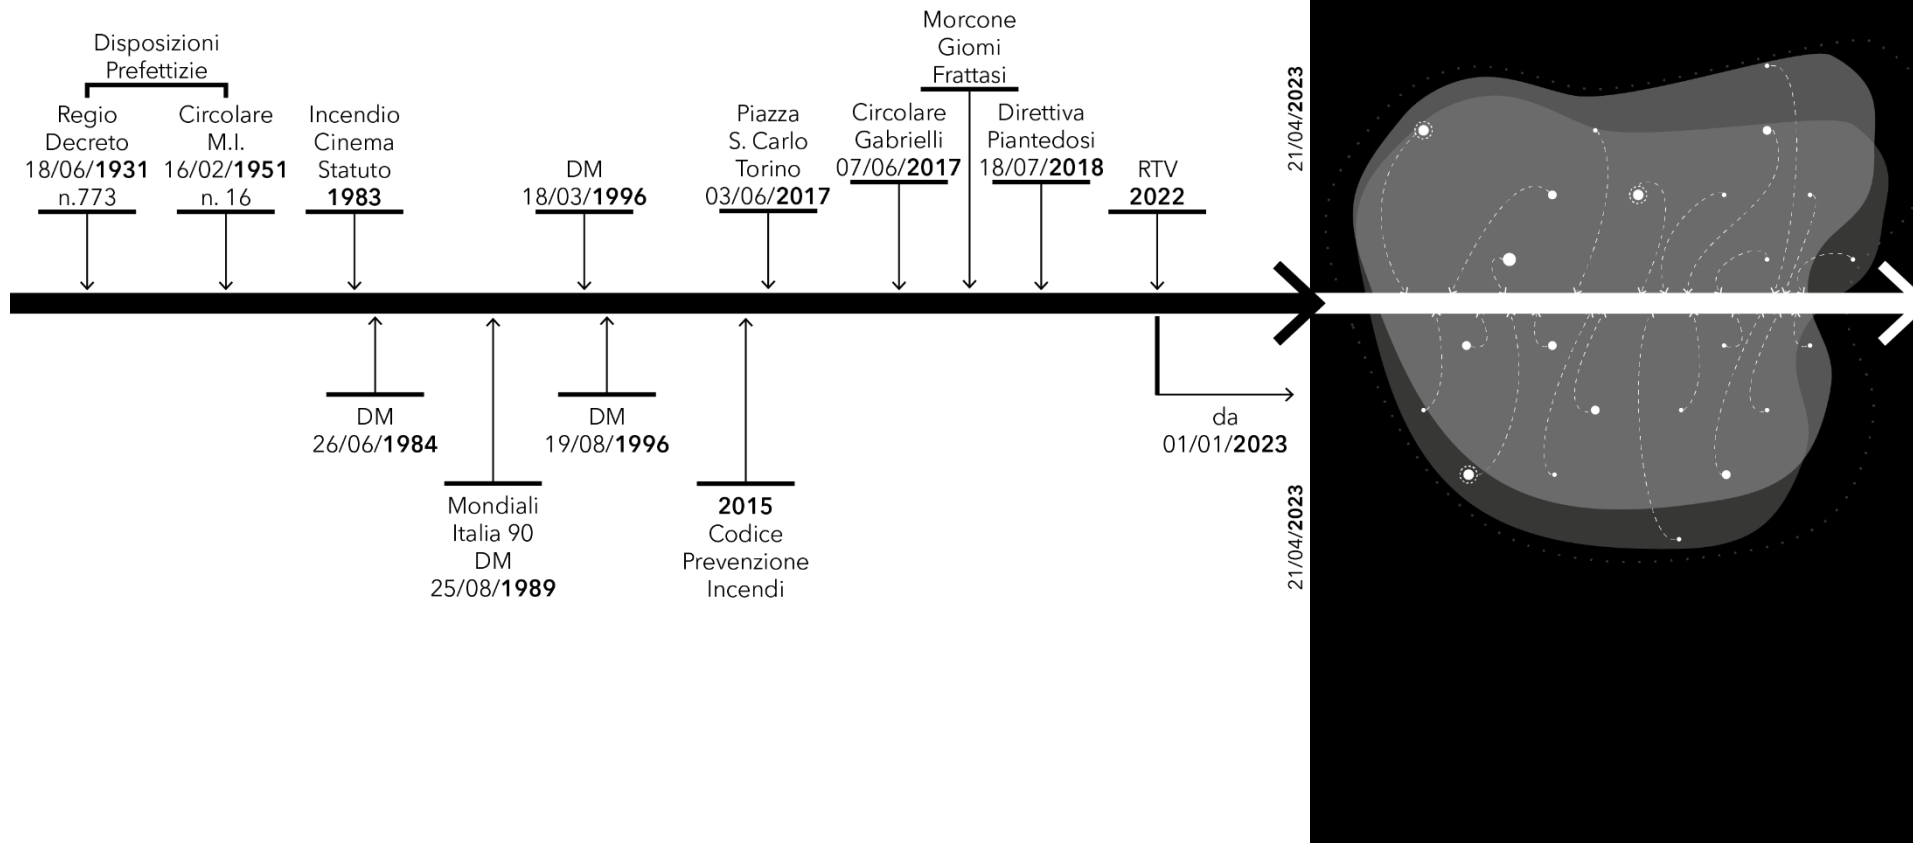 Disposizioni
Prefettizie
Regio
Decreto
18/06/1931
n.773
Circolare
M.I.
16/02/1951
n. 16
Incendio
Cinema
Statuto
1983
DM
18/03/1996
Piazza
S. Carlo
Torino
03/06/2017
Circolare
Gabrielli
07/06/2017
Morcone
Giomi
Frattasi
Direttiva
Piantedosi
18/07/2018
RTV
2022
21/04/2023
DM
26/06/1984
Mondiali
Italia 90
DM
25/08/1989
DM
19/08/1996
2015
Codice
Prevenzione
Incendi
da
01/01/2023
21/04/2023